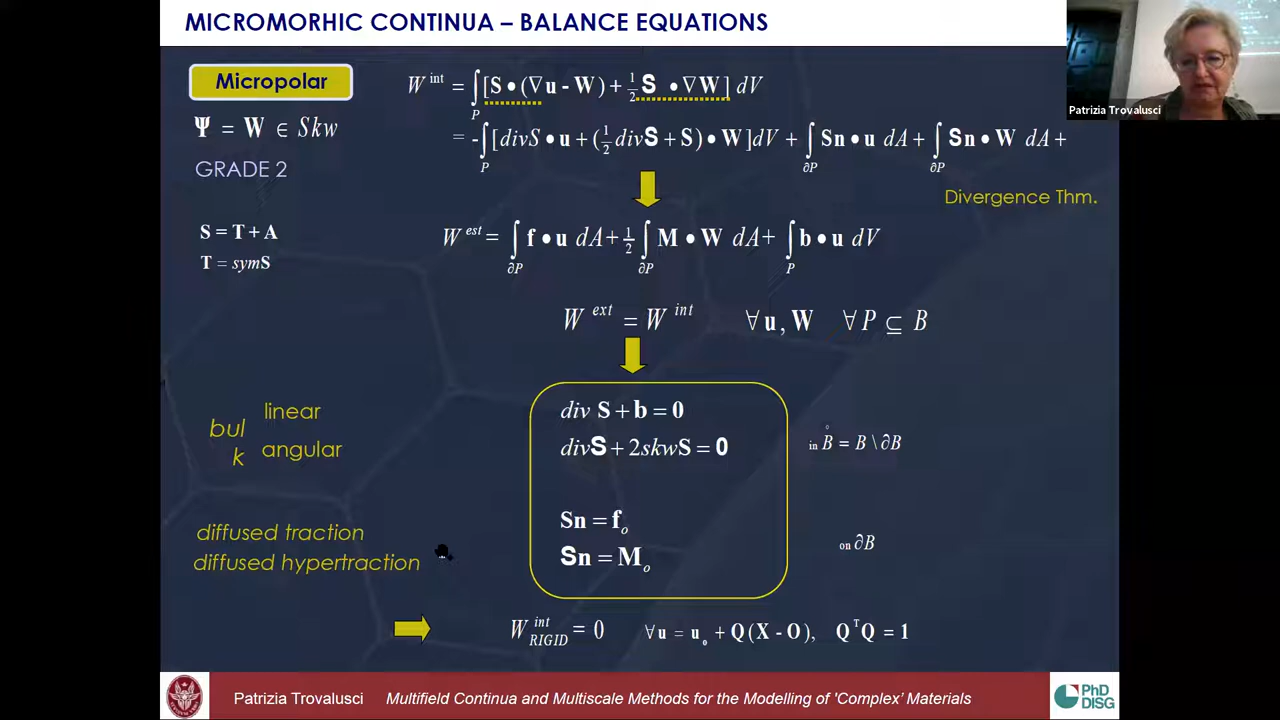 MICROMORHIC CONTINUA – BALANCE EQUATIONS
Patrizia Trovalusci
Micropolar
W^int = ∫_P [S • (∇u - W) + ½ S • ∇W ] dV
Ψ = W ∈ Skw
= -∫_P [divS • u + (½ divS + S) • W]dV + ∫_∂P Sn • u dA + ∫_∂P Sn • W dA +
GRADE 2
Divergence Thm.
S = T + A
T = symS
W^est = ∫_∂P f • u dA + ½ ∫_∂P M • W dA + ∫_P b • u dV
W^ext = W^int ∀ u , W ∀ P ⊆ B
div S + b = 0
divS + 2skwS = 0
in B̊ = B \ ∂B
bul
k
linear
angular
Sn = f_o
Sn = M_o
on ∂B
diffused traction
diffused hypertraction
W^int_RIGID = 0 ∀u = u_o + Q(X - O), Q^T Q = 1
Patrizia Trovalusci Multifield Continua and Multiscale Methods for the Modelling of 'Complex' Materials
PhD
DISG